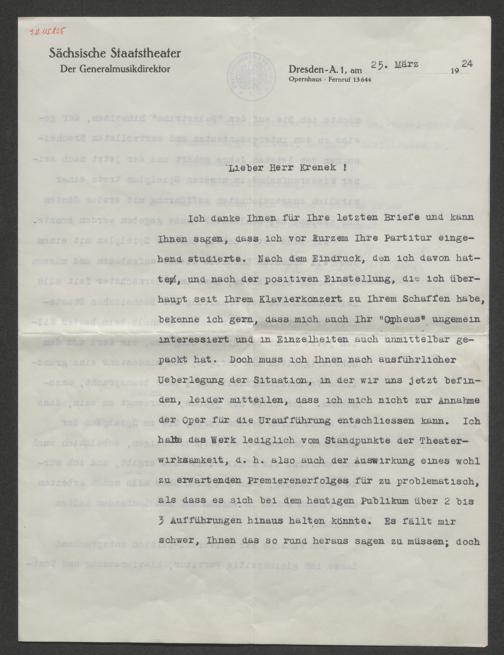 Sächsische Staatstheater
Der Generalmusikdirektor
Dresden-A. 1, am 25. März 1924
Opernhaus - Fernruf 13644
Lieber Herr Krenek !
Ich danke Ihnen für Ihre letzten Briefe und kann
Ihnen sagen, dass ich vor kurzem Ihre Partitur einge-
hend studierte. Nach dem Eindruck, den ich davon hat-
te, und nach der positiven Einstellung, die ich über-
haupt seit Ihrem Klavierkonzert zu Ihrem Schaffen habe,
bekenne ich gern, dass mich auch Ihr "Orpheus" ungemein
interessiert und in Einzelheiten auch unmittelbar ge-
packt hat. Doch muss ich Ihnen nach ausführlicher
Ueberlegung der Situation, in der wir uns jetzt befin-
den, leider mitteilen, dass ich mich nicht zur Annahme
der Oper für die Uraufführung entschliessen kann. Ich
halte das Werk lediglich vom Standpunkte der Theater-
wirksamkeit, d. h. also auch der Auswirkung eines wohl
zu erwartenden Premierenerfolges für zu problematisch,
als dass es sich bei dem heutigen Publikum über 2 bis
3 Aufführungen hinaus halten könnte. Es fällt mir
schwer, Ihnen das so rund heraus sagen zu müssen; doch